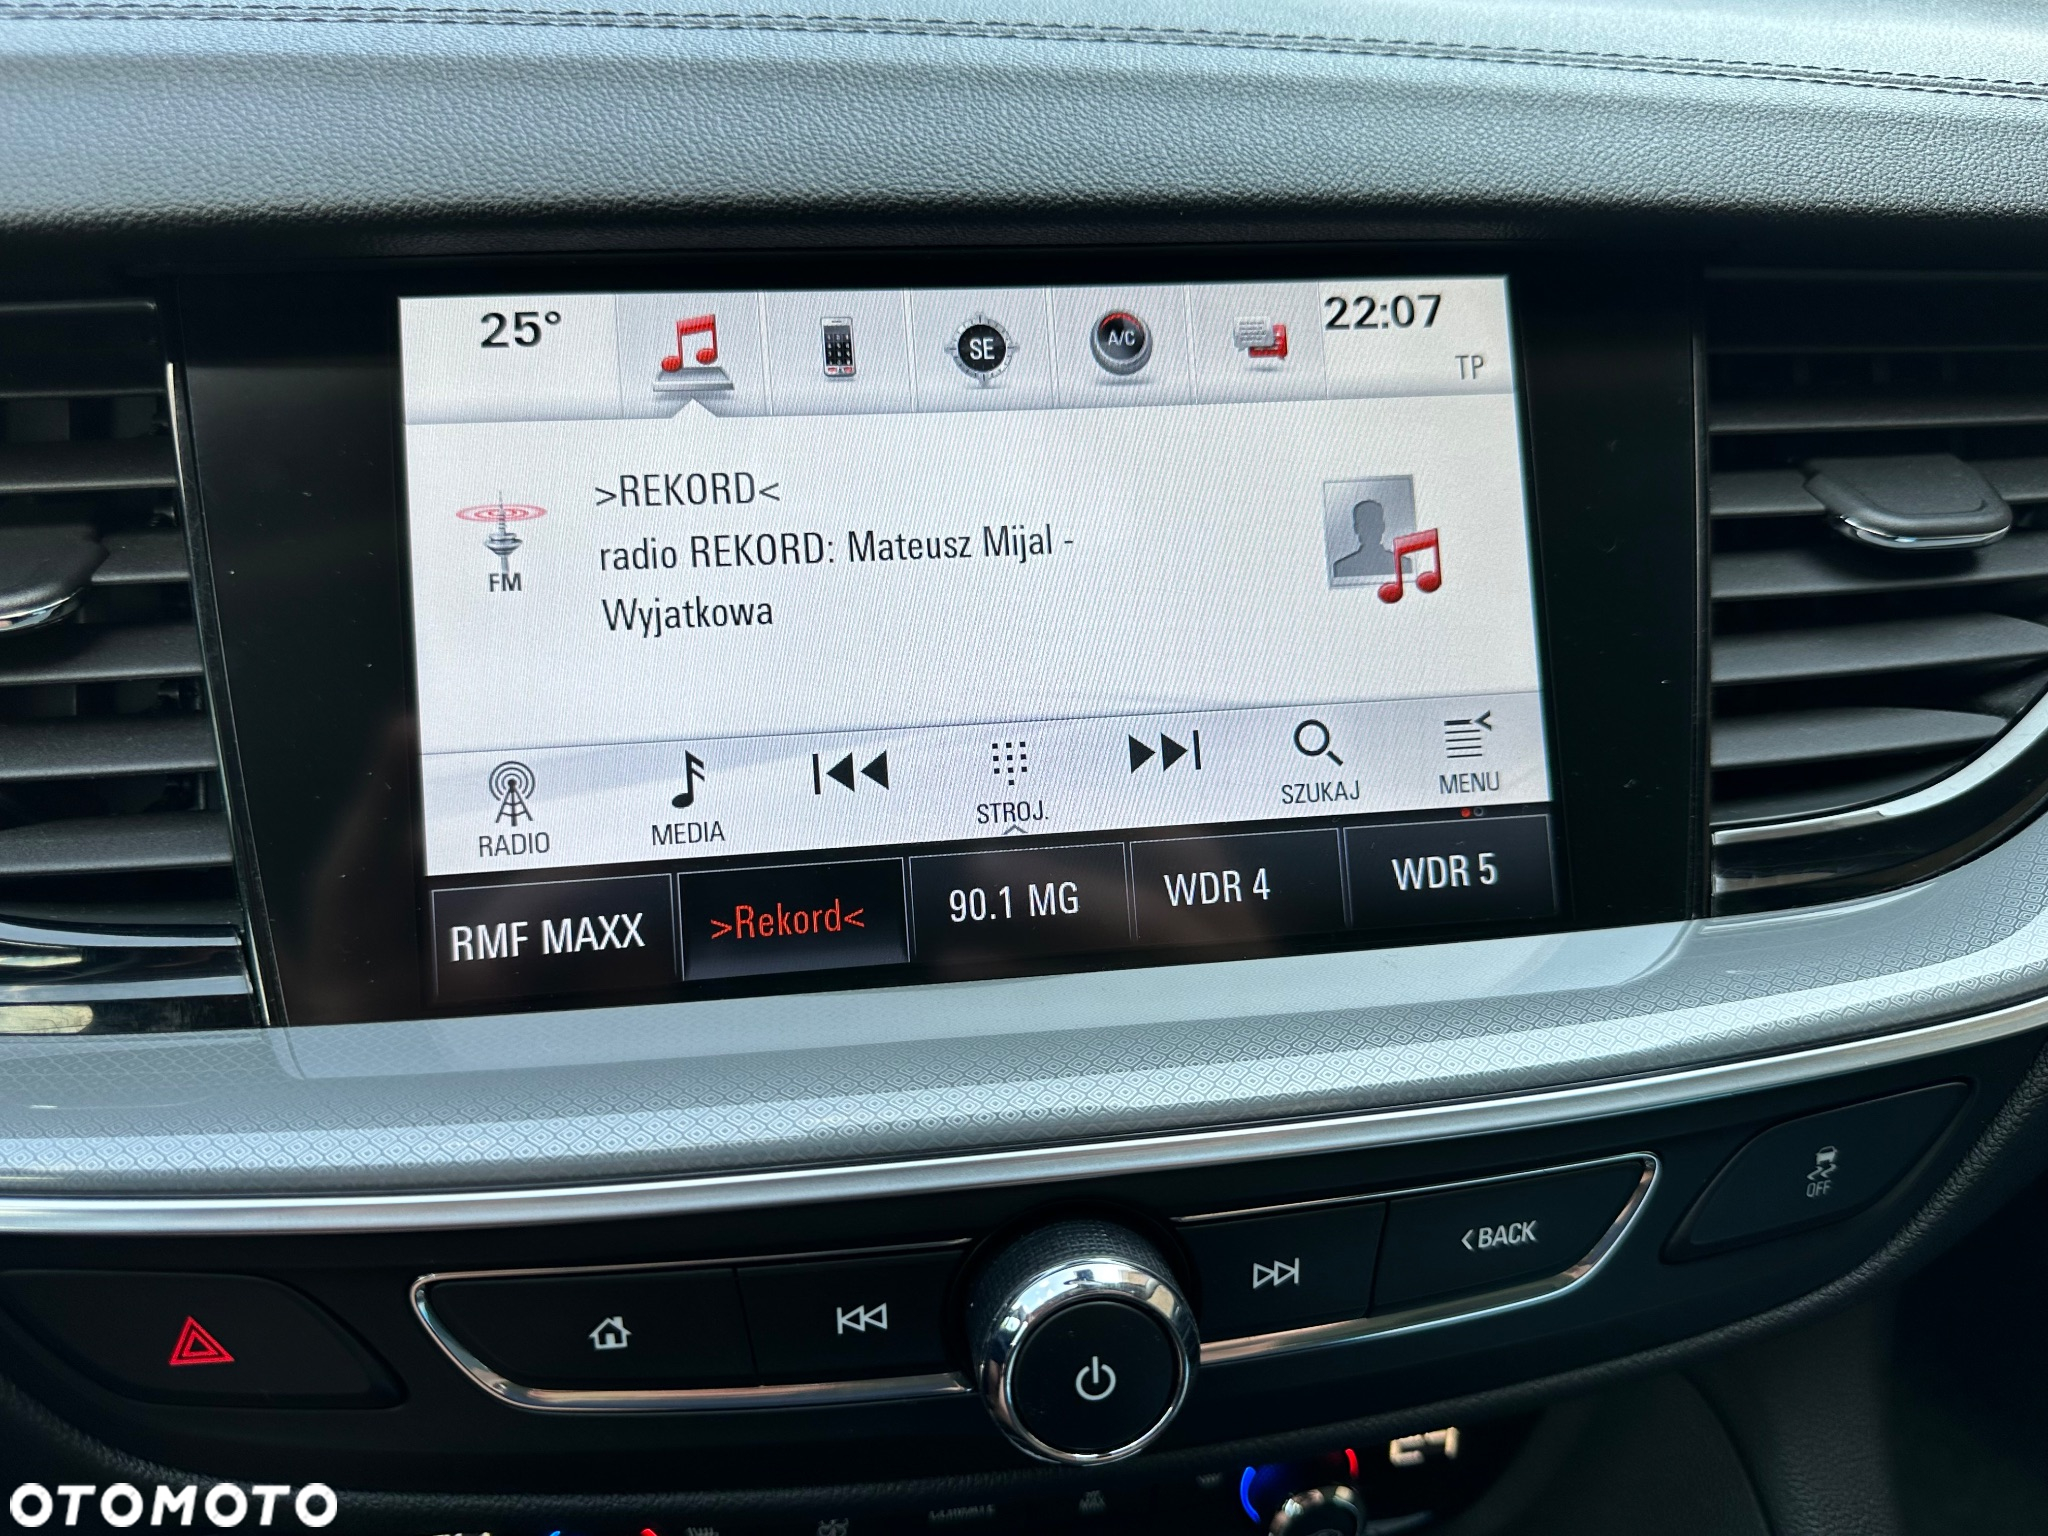 25° SE A/C 22:07
TP
>REKORD<
FM radio REKORD: Mateusz Mijal -
Wyjatkowa
RADIO MEDIA STROJ. SZUKAJ MENU
RMF MAXX >Rekord< 90.1 MG WDR 4 WDR 5
OFF
<BACK
OTOMOTO